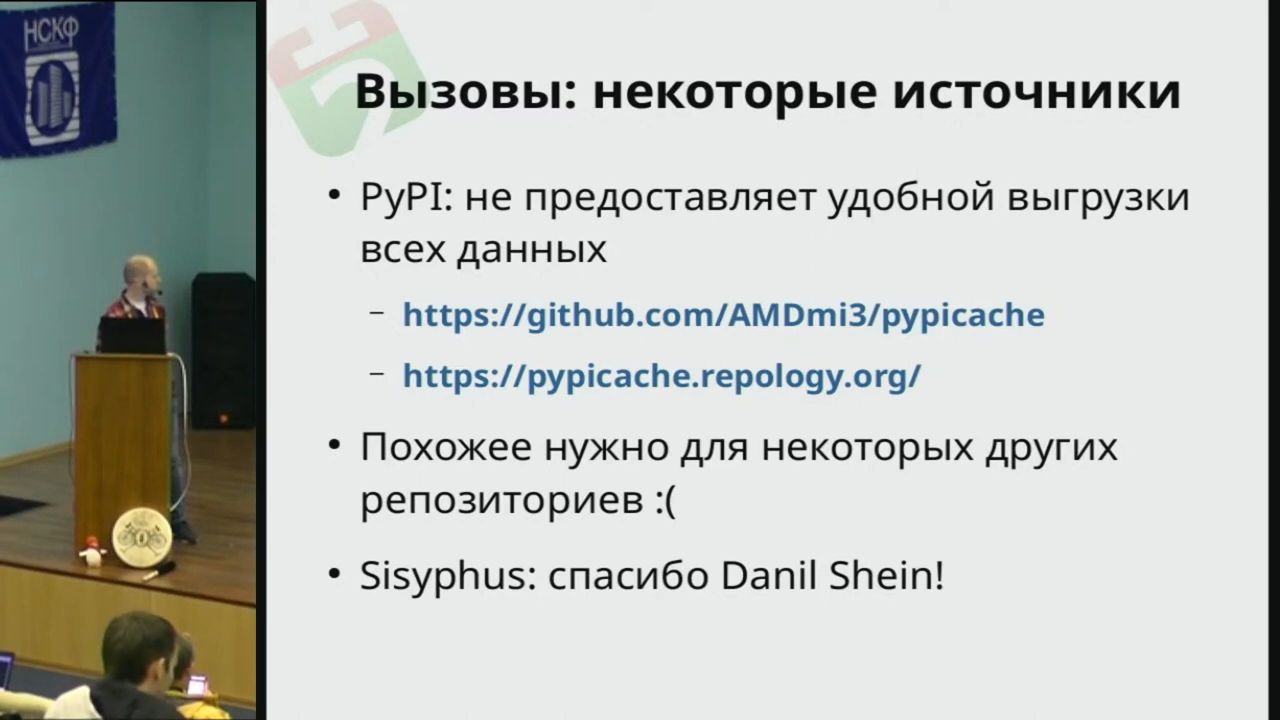 НСКФ
Вызовы: некоторые источники
• PyPI: не предоставляет удобной выгрузки
всех данных
– https://github.com/AMDmi3/pypicache
– https://pypicache.repology.org/
• Похожее нужно для некоторых других
репозиториев :(
• Sisyphus: спасибо Danil Shein!